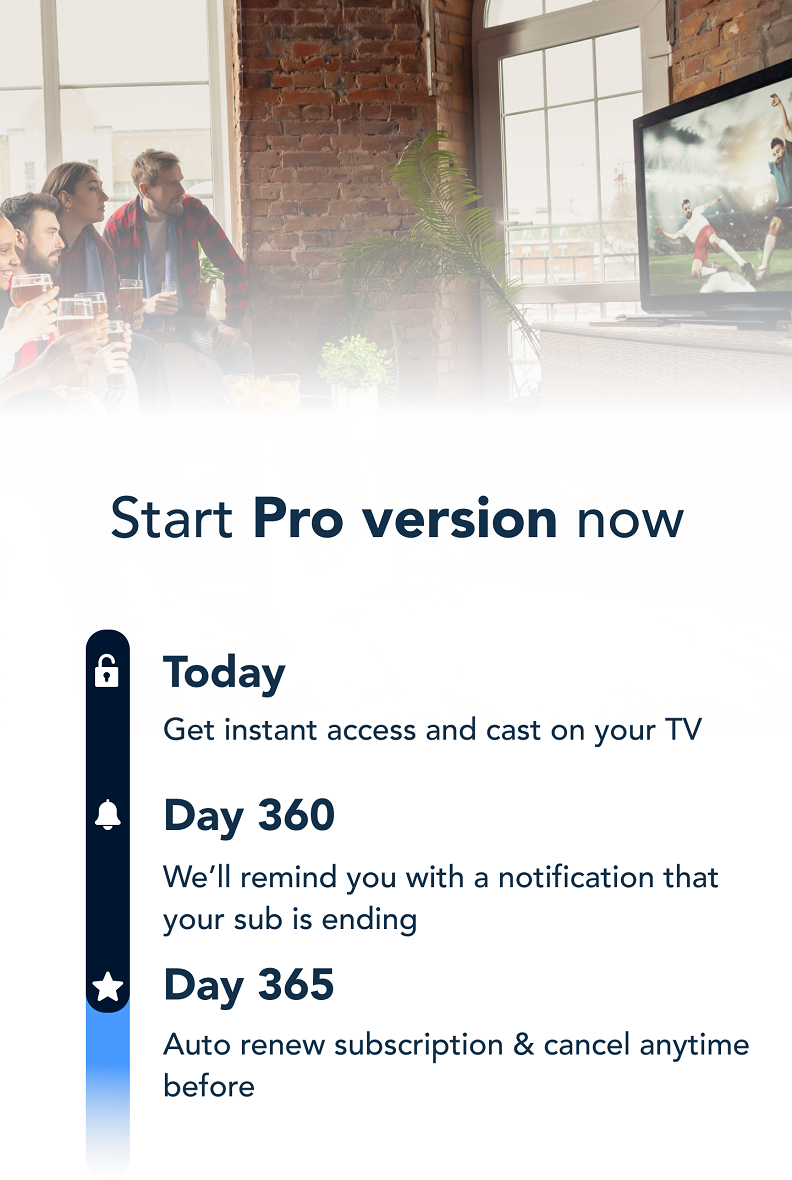 Start Pro version now
Today
Get instant access and cast on your TV
Day 360
We’ll remind you with a notification that
your sub is ending
Day 365
Auto renew subscription & cancel anytime
before